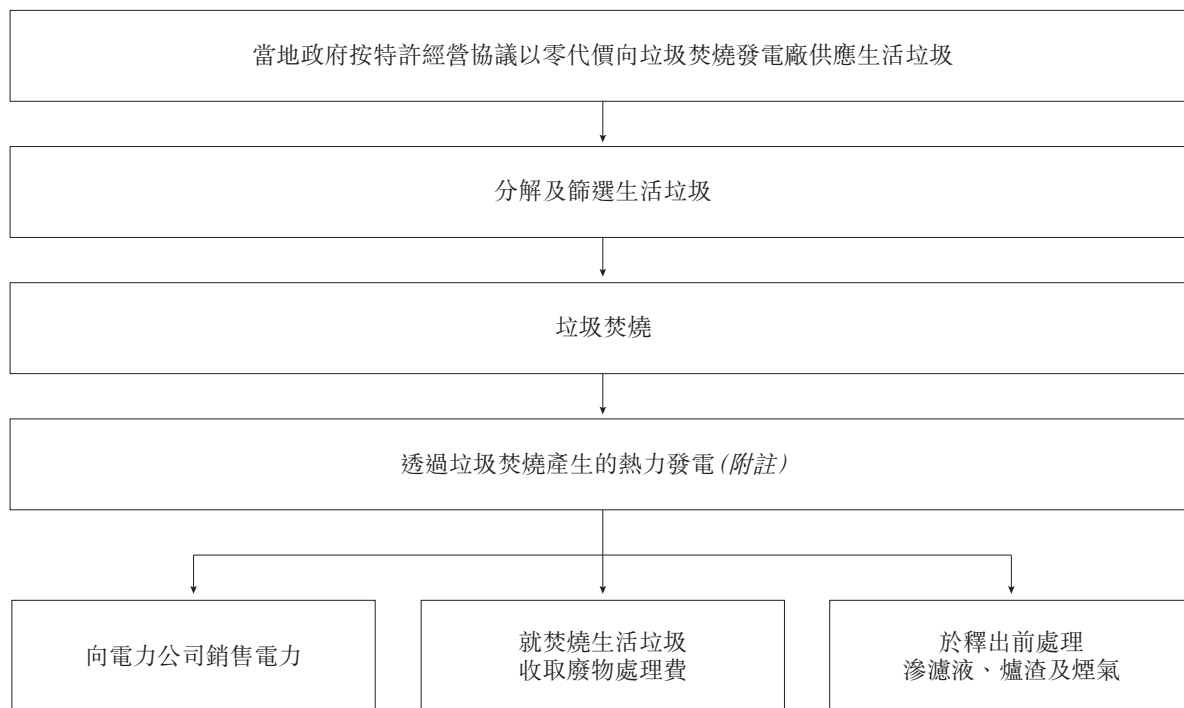 當地政府按特許經營協議以零代價向垃圾焚燒發電廠供應生活垃圾
分解及篩選生活垃圾
垃圾焚燒
透過垃圾焚燒產生的熱力發電(附註)
向電力公司銷售電力
就焚燒生活垃圾
收取廢物處理費
於釋出前處理
滲濾液、爐渣及煙氣